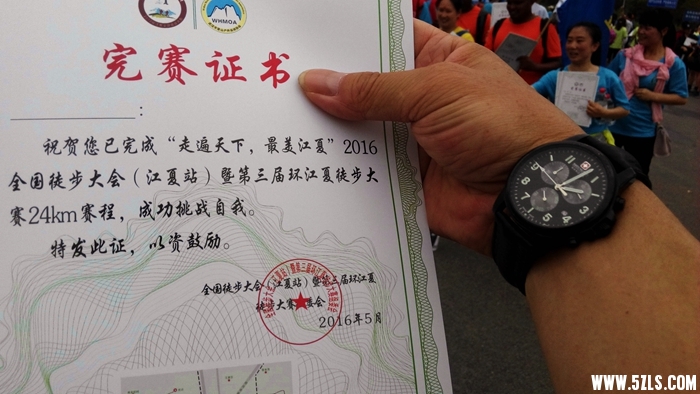 WHMOA
完赛证书
:
祝贺您已完成“走遍天下，最美江夏”2016
全国徒步大会（江夏站）暨第三届环江夏徒步大
赛24km赛程，成功挑战自我。
特发此证，以资鼓励。
全国徒步大会（江夏站）暨第三届环江夏
徒步大赛组委会
2016年5月
WWW.5ZLS.COM